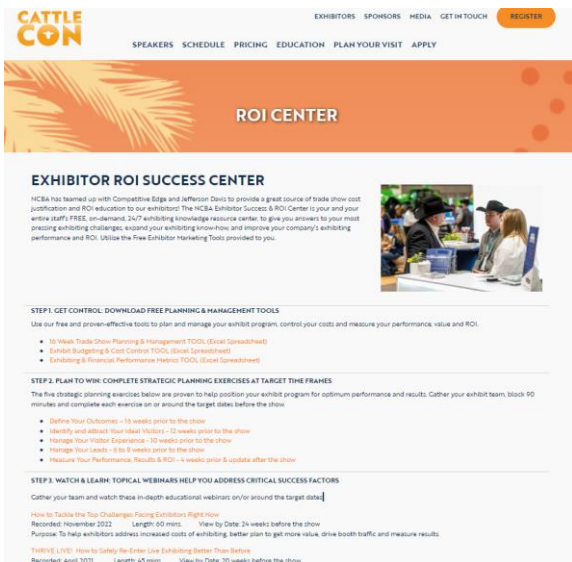 CATTLE
CON
EXHIBITORS SPONSORS MEDIA GET IN TOUCH REGISTER
SPEAKERS SCHEDULE PRICING EDUCATION PLAN YOUR VISIT APPLY
ROI CENTER
EXHIBITOR ROI SUCCESS CENTER
NCBA has teamed up with Competitive Edge and Jefferson Davis to provide a great source of trade show cost
justification and ROI education to our exhibitors! The NCBA Exhibitor Success & ROI Center is your and your
entire staff's FREE, on-demand, 24/7 exhibiting knowledge resource center, to give you answers to your most
pressing exhibiting challenges, expand your exhibiting know-how, and improve your company's exhibiting
performance and ROI. Utilize the Free Exhibitor Marketing Tools provided to you.
STEP 1. GET CONTROL: DOWNLOAD FREE PLANNING & MANAGEMENT TOOLS
Use our free and proven-effective tools to plan and manage your exhibit program, control your costs and measure your performance, value and ROI.
• 16 Week Trade Show Planning & Management TOOL (Excel Spreadsheet)
• Exhibit Budgeting & Cost Control TOOL (Excel Spreadsheet)
• Exhibiting & Financial Performance Metrics TOOL (Excel Spreadsheet)
STEP 2. PLAN TO WIN: COMPLETE STRATEGIC PLANNING EXERCISES AT TARGET TIME FRAMES
The five strategic planning exercises below are proven to help position your exhibit program for optimum performance and results. Gather your exhibit team, block 90
minutes and complete each exercise on or around the target dates before the show.
• Define Your Outcomes – 16 weeks prior to the show
• Identify and Attract Your Ideal Visitors - 12 weeks prior to the show
• Manage Your Visitor Experience - 10 weeks prior to the show
• Manage Your Leads - 6 to 8 weeks prior to the show
• Measure Your Performance, Results & ROI - 4 weeks prior & update after the show
STEP 3. WATCH & LEARN: TOPICAL WEBINARS HELP YOU ADDRESS CRITICAL SUCCESS FACTORS
Gather your team and watch these in-depth educational webinars on/or around the target dates
How to Tackle the Top Challenges Facing Exhibitors Right Now
Recorded: November 2022 Length: 60 mins. View by Date: 24 weeks before the show
Purpose: To help exhibitors address increased costs of exhibiting, better plan to get more value, drive booth traffic and measure results.
THRIVE LIVE! How to Safely Re-Enter Live Exhibiting Better Than Before
Recorded: April 2021 Length: 45 mins. View by Date: 20 weeks before the show